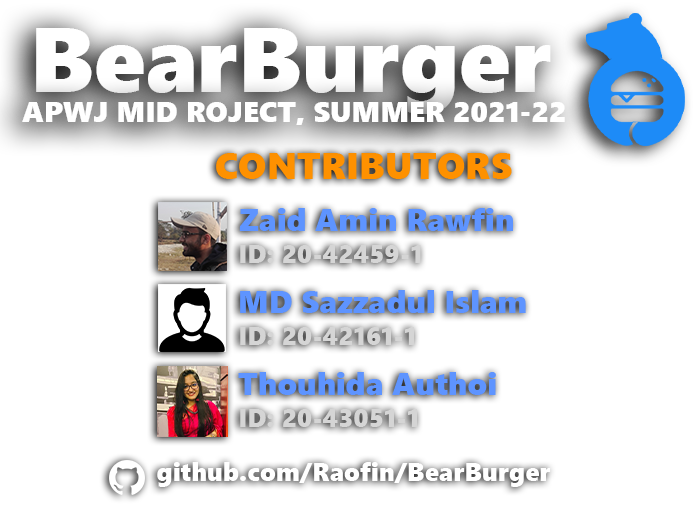 BearBurger
APWJ MID ROJECT, SUMMER 2021-22
CONTRIBUTORS
Zaid Amin Rawfin
ID: 20-42459-1
MD Sazzadul Islam
ID: 20-42161-1
Thouhida Authoi
ID: 20-43051-1
github.com/Raofin/BearBurger